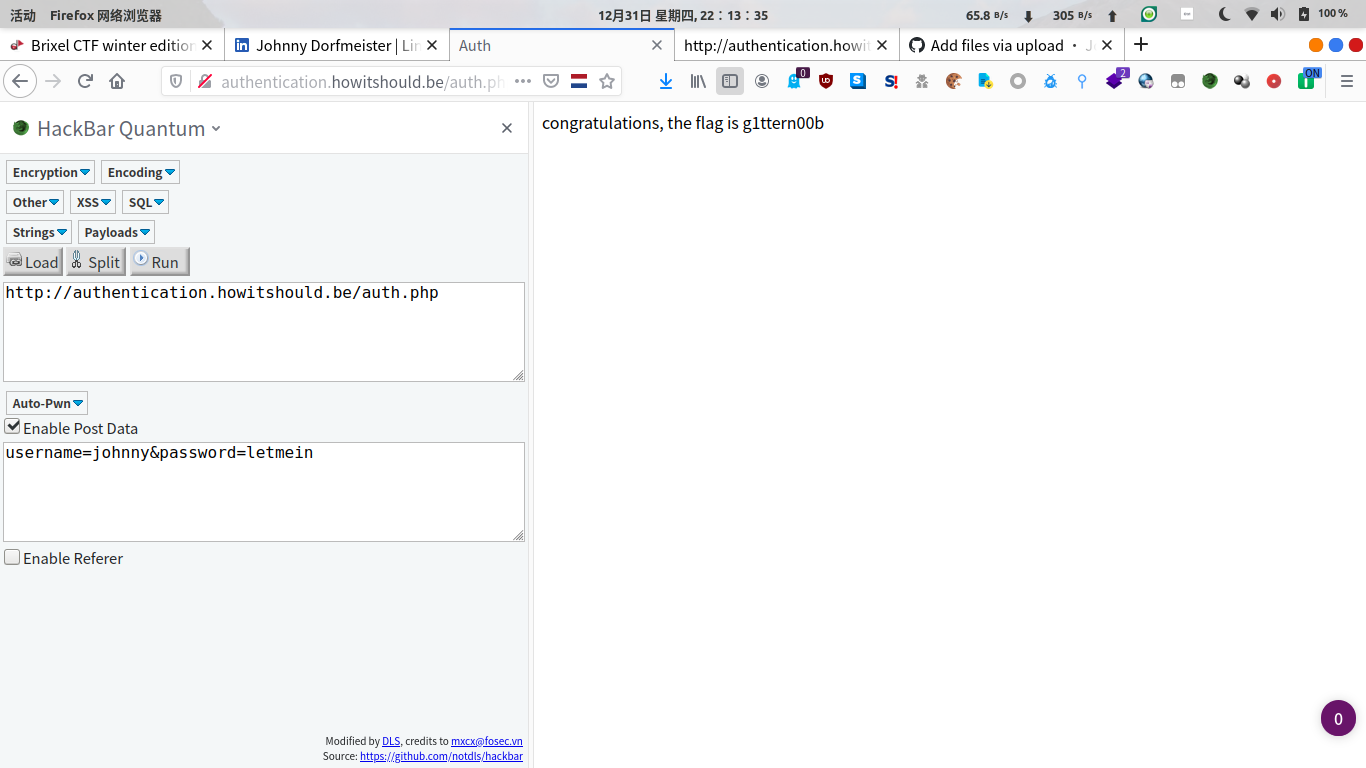 活动 Firefox 网络浏览器 12月31日 星期四, 22：13：35 65.8 B/s 305 B/s 100 %
Brixel CTF winter edition Johnny Dorfmeister | Lin Auth http://authentication.howit Add files via upload · J
authentication.howitshould.be/auth.ph 0 2 ON
HackBar Quantum
congratulations, the flag is g1ttern00b
Encryption Encoding
Other XSS SQL
Strings Payloads
Load Split Run
http://authentication.howitshould.be/auth.php
Auto-Pwn
Enable Post Data
username=johnny&password=letmein
Enable Referer
0
Modified by DLS, credits to mxcx@fosec.vn
Source: https://github.com/notdls/hackbar